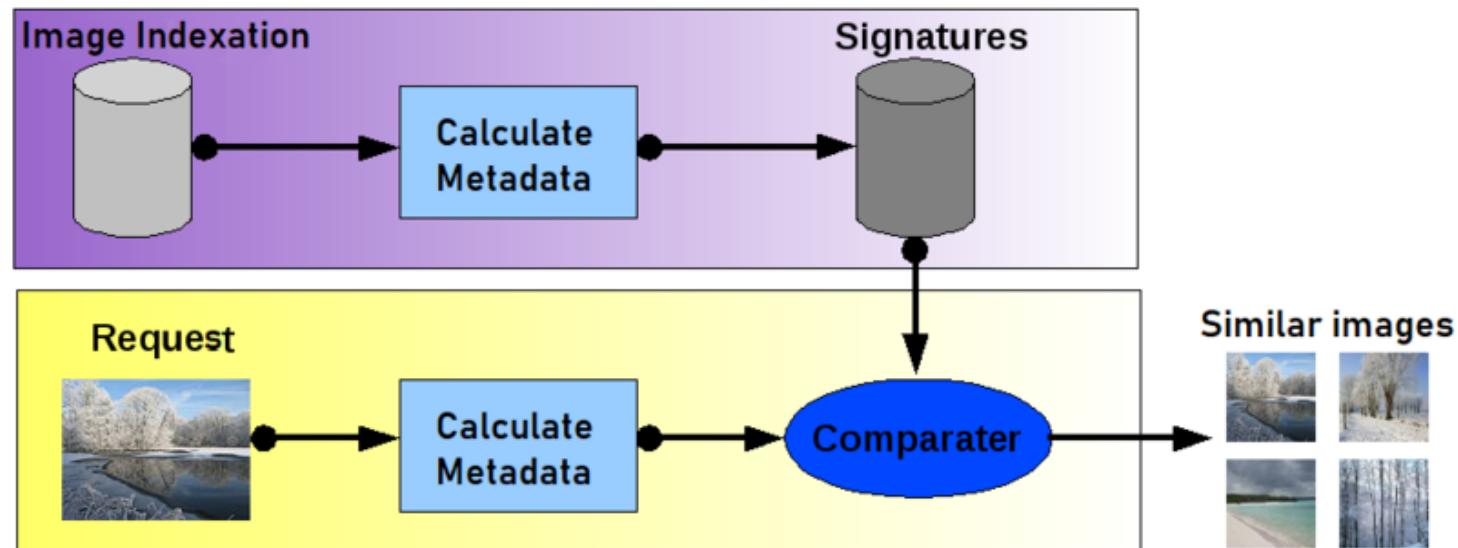 Image Indexation
Signatures
Calculate
Metadata
Request
Similar images
Calculate
Metadata
Comparater